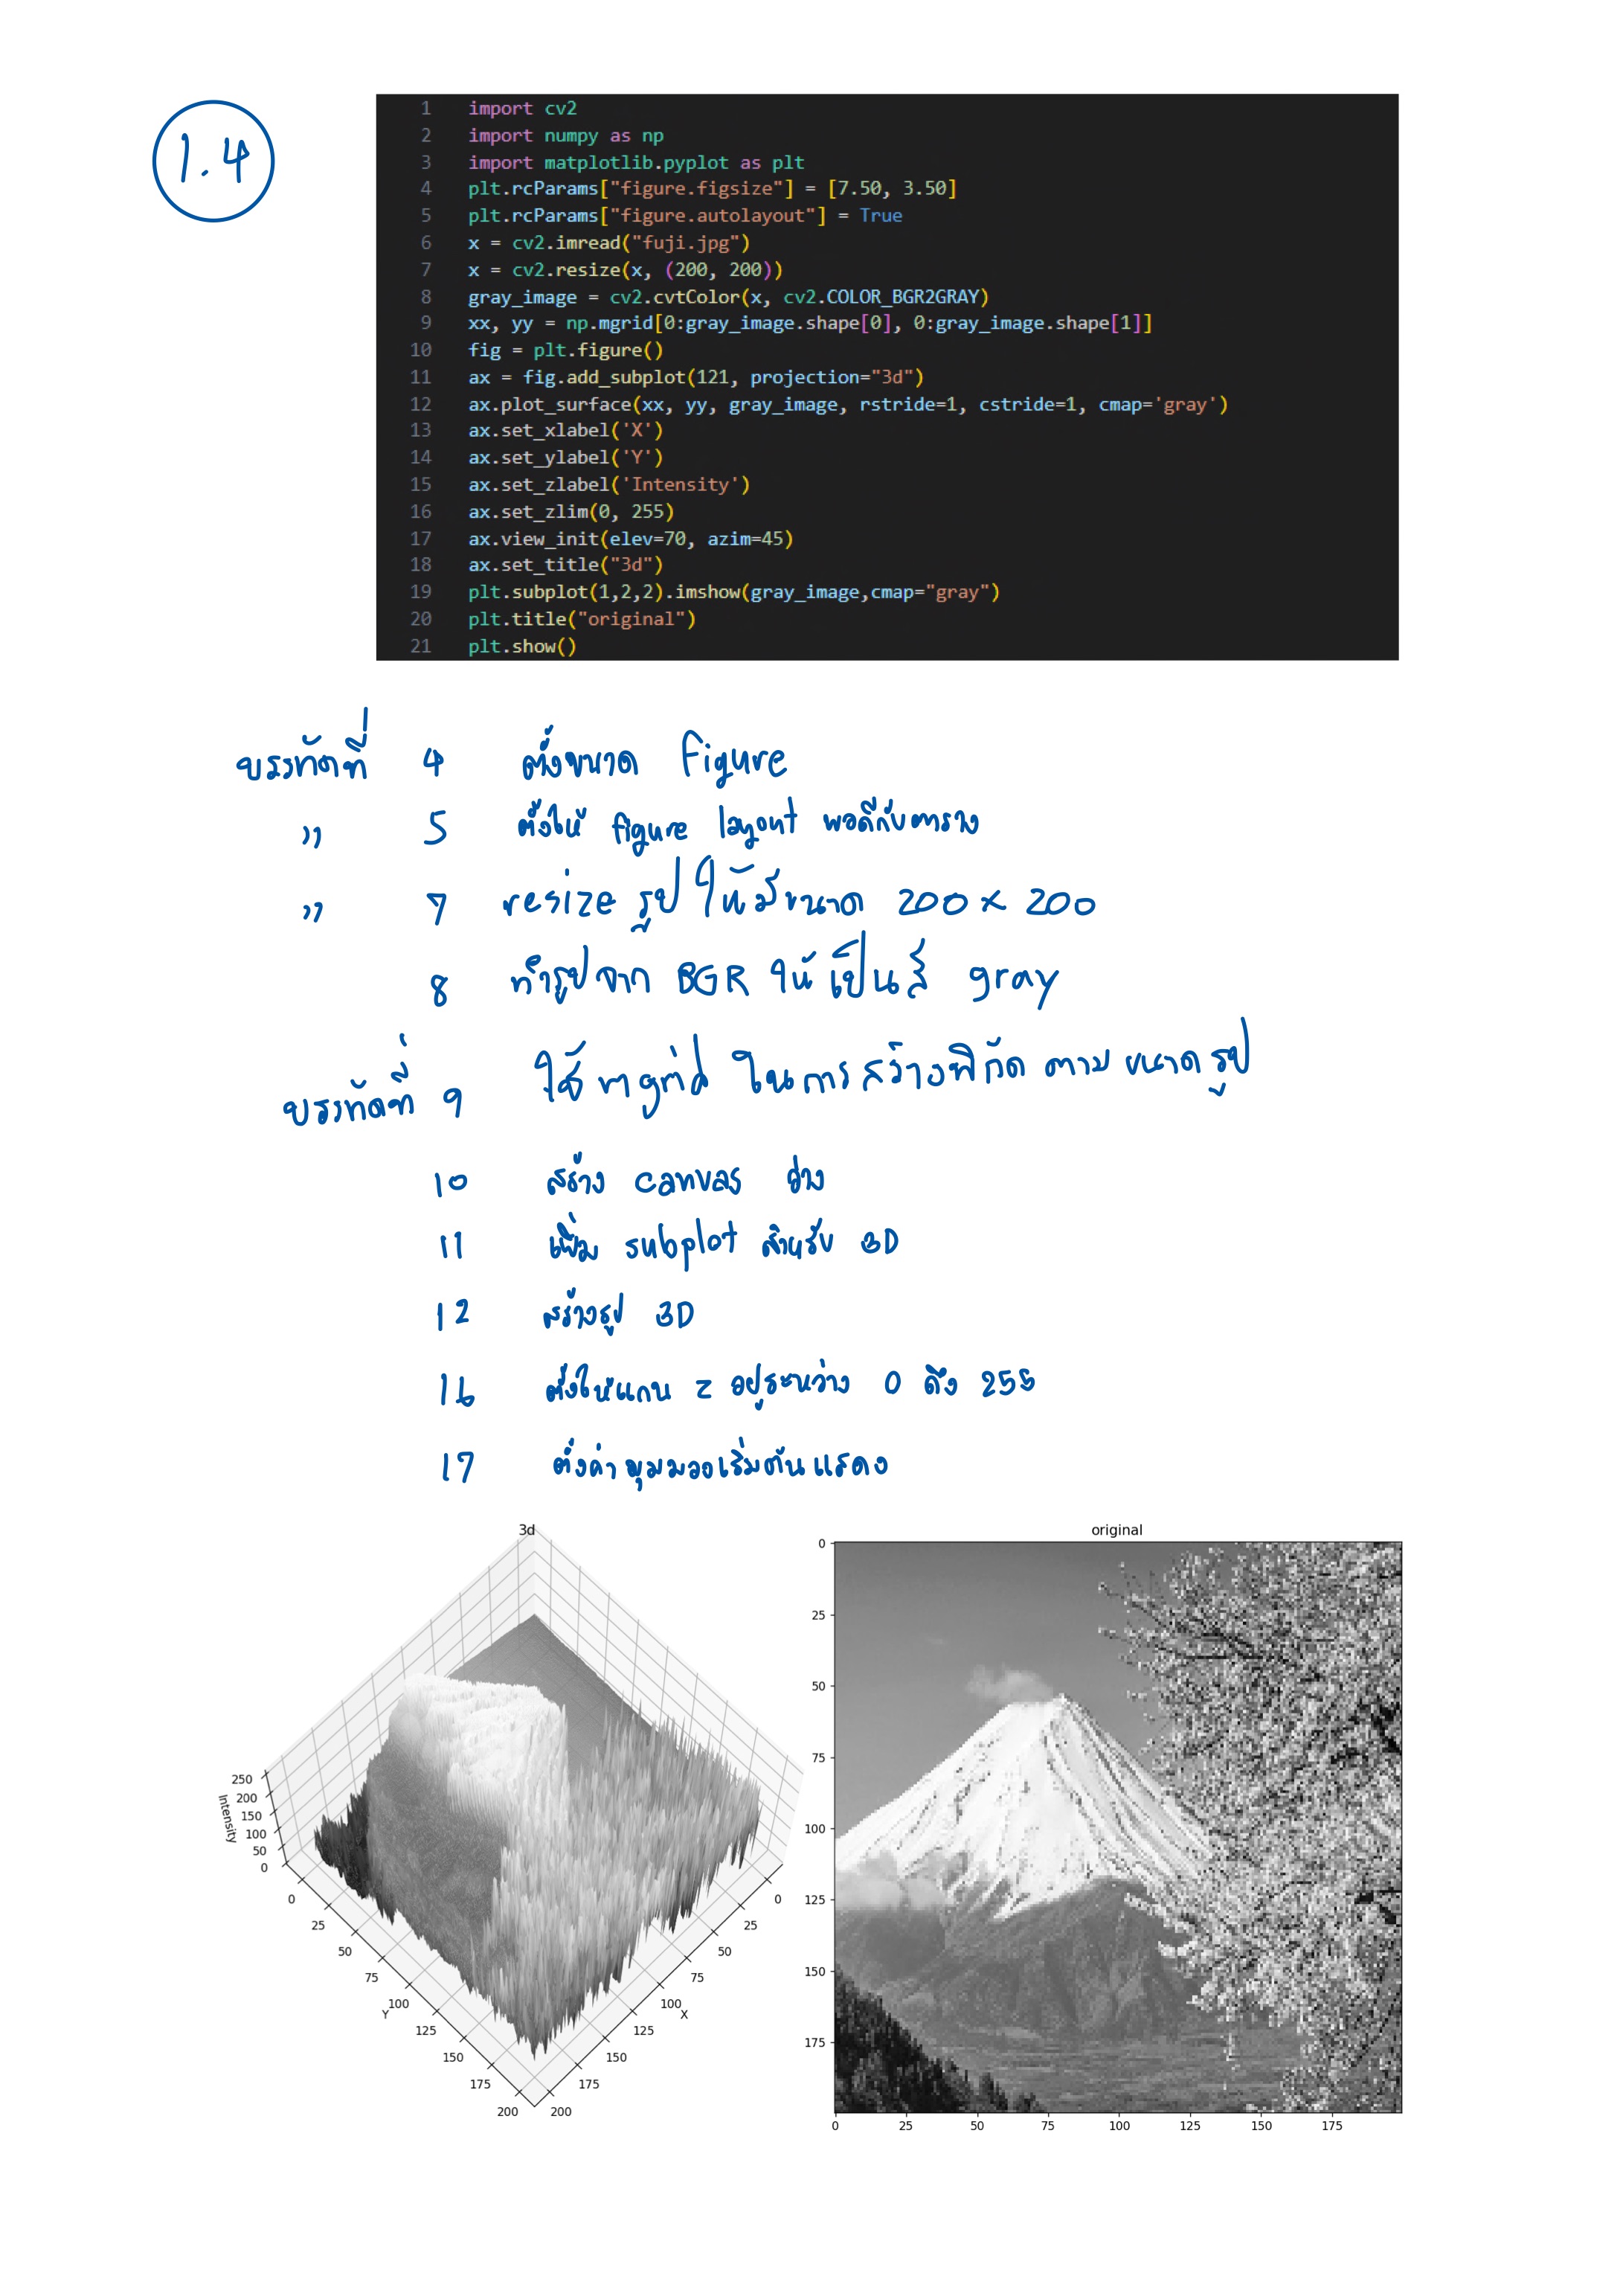 1.4
1 import cv2
2 import numpy as np
3 import matplotlib.pyplot as plt
4 plt.rcParams["figure.figsize"] = [7.50, 3.50]
5 plt.rcParams["figure.autolayout"] = True
6 x = cv2.imread("fuji.jpg")
7 x = cv2.resize(x, (200, 200))
8 gray_image = cv2.cvtColor(x, cv2.COLOR_BGR2GRAY)
9 xx, yy = np.mgrid[0:gray_image.shape[0], 0:gray_image.shape[1]]
10 fig = plt.figure()
11 ax = fig.add_subplot(121, projection="3d")
12 ax.plot_surface(xx, yy, gray_image, rstride=1, cstride=1, cmap='gray')
13 ax.set_xlabel('X')
14 ax.set_ylabel('Y')
15 ax.set_zlabel('Intensity')
16 ax.set_zlim(0, 255)
17 ax.view_init(elev=70, azim=45)
18 ax.set_title("3d")
19 plt.subplot(1,2,2).imshow(gray_image,cmap="gray")
20 plt.title("original")
21 plt.show()
บรรทัดที่ 4 ตั้งขนาด Figure
" 5 ตั้งให้ figure layout พอดีกับตาราง
" 7 resize รูป ให้มีขนาด 200 x 200
8 ทำรูปจาก BGR ให้เป็นสี gray
บรรทัดที่ 9 ใช้ mgrid ในการสร้างพิกัด ตาม ขนาดรูป
10 สร้าง canvas ว่าง
11 เพิ่ม subplot สำหรับ 3D
12 สร้างรูป 3D
16 ตั้งให้แกน z อยู่ระหว่าง 0 ถึง 255
17 ตั้งค่ามุมมองเริ่มต้นแสดง
3d
250
200
150
100
50
0
Intensity
0
25
50
75
100
125
150
175
200
Y
0
25
50
75
100
125
150
175
200
X
original
0
25
50
75
100
125
150
175
0 25 50 75 100 125 150 175